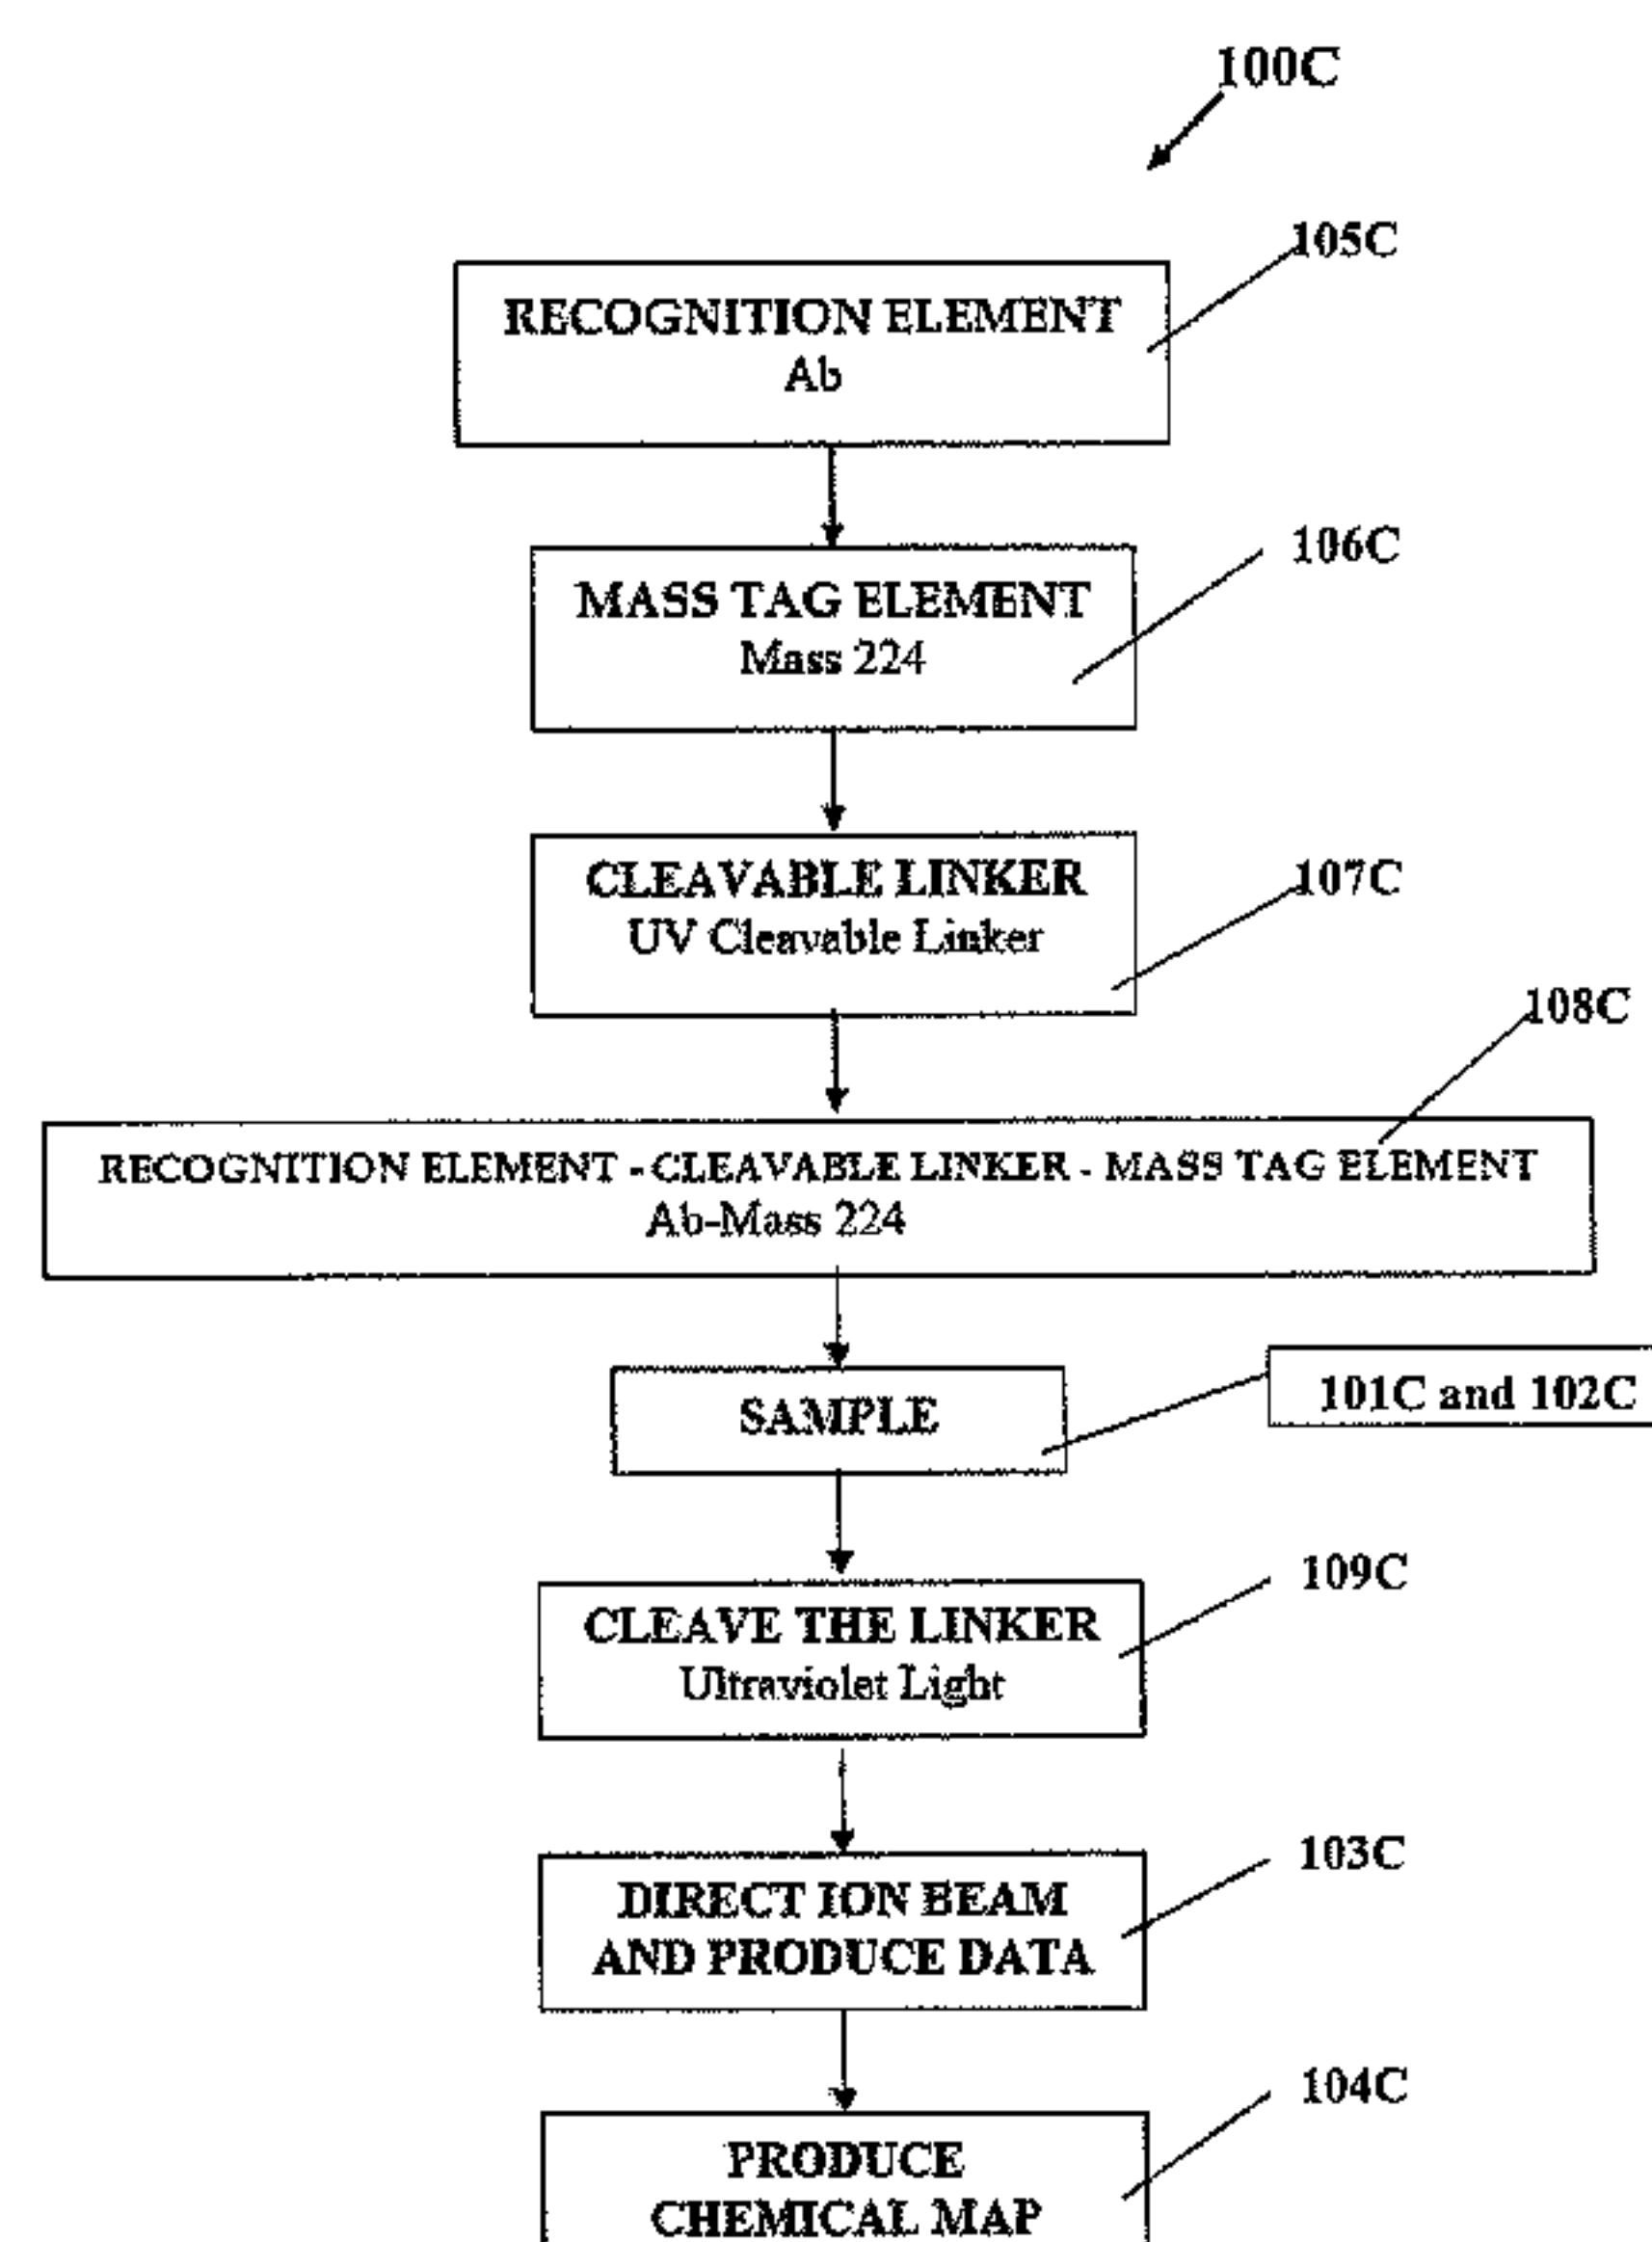 100C
105C
RECOGNITION ELEMENT
Ab
106C
MASS TAG ELEMENT
Mass 224
107C
CLEAVABLE LINKER
UV Cleavable Linker
108C
RECOGNITION ELEMENT - CLEAVABLE LINKER - MASS TAG ELEMENT
Ab-Mass 224
SAMPLE
101C and 102C
109C
CLEAVE THE LINKER
Ultraviolet Light
103C
DIRECT ION BEAM
AND PRODUCE DATA
104C
PRODUCE
CHEMICAL MAP